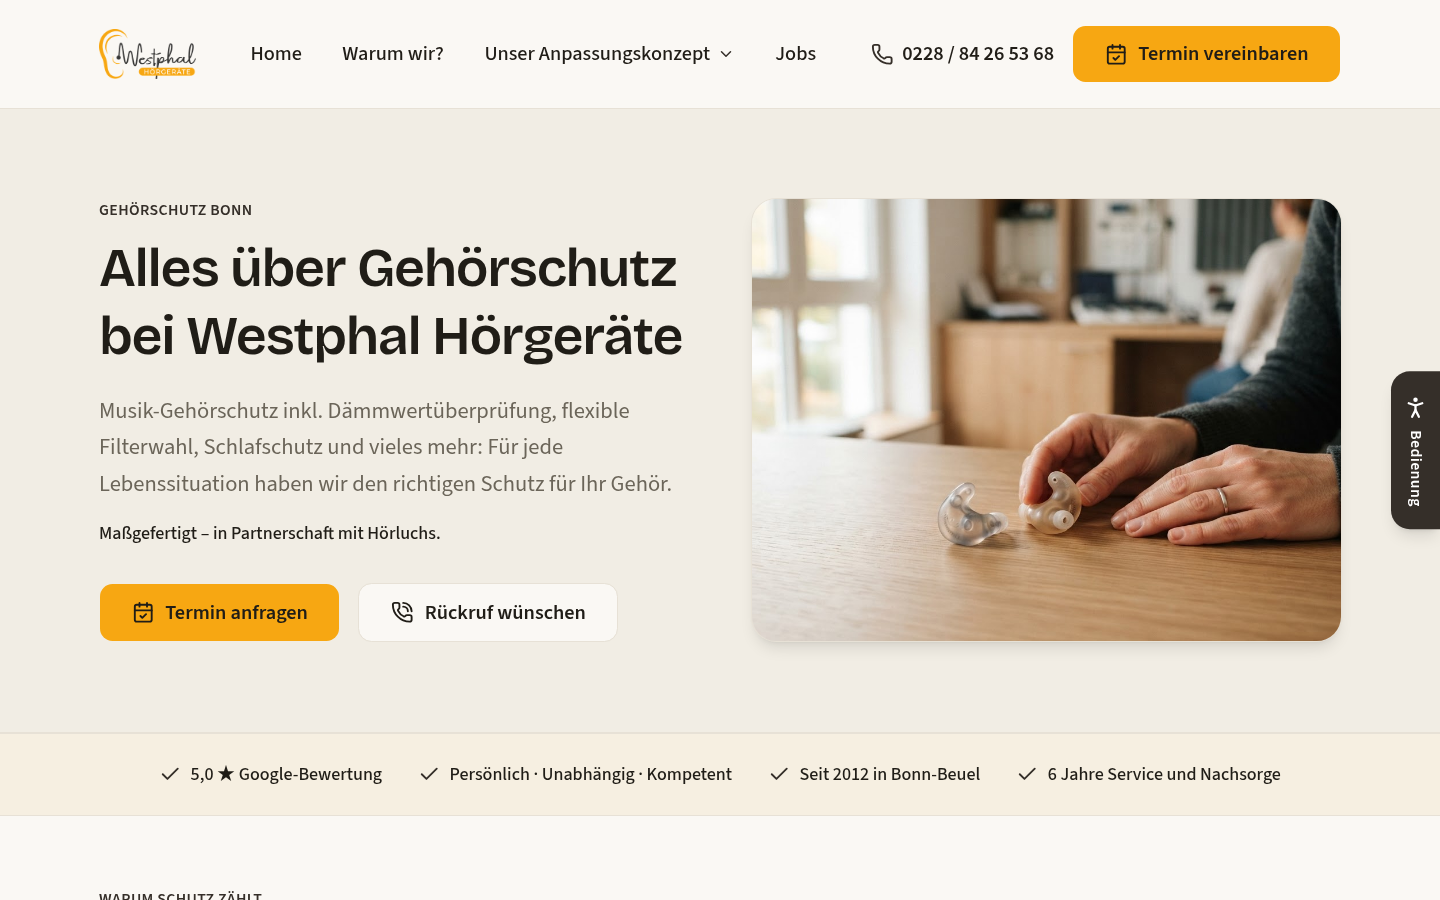 Westphal
HÖRGERÄTE
Home
Warum wir?
Unser Anpassungskonzept
Jobs
0228 / 84 26 53 68
Termin vereinbaren
GEHÖRSCHUTZ BONN
Alles über Gehörschutz
bei Westphal Hörgeräte
Musik-Gehörschutz inkl. Dämmwertüberprüfung, flexible
Filterwahl, Schlafschutz und vieles mehr: Für jede
Lebenssituation haben wir den richtigen Schutz für Ihr Gehör.
Maßgefertigt – in Partnerschaft mit Hörluchs.
Termin anfragen
Rückruf wünschen
Bedienung
5,0 ★ Google-Bewertung
Persönlich · Unabhängig · Kompetent
Seit 2012 in Bonn-Beuel
6 Jahre Service und Nachsorge
WARUM SCHUTZ ZÄHLT